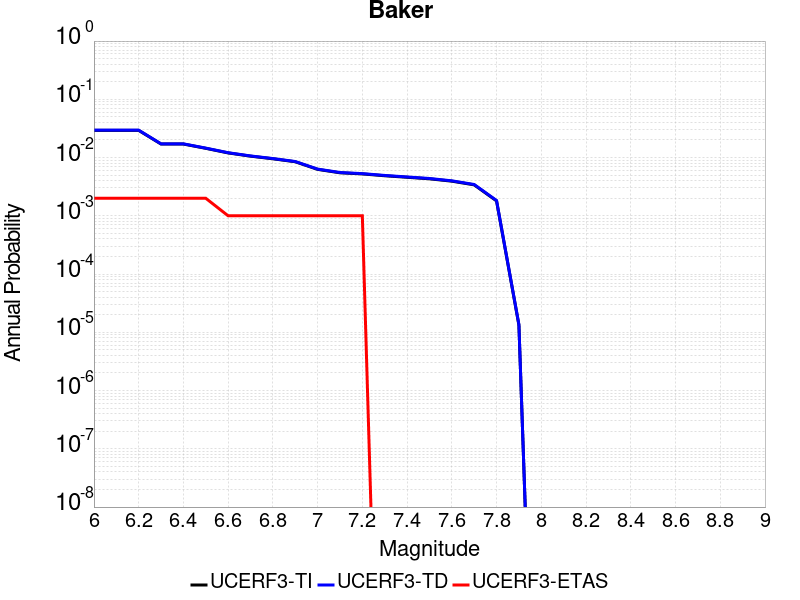 Baker
10^0
10^-1
10^-2
10^-3
10^-4
10^-5
10^-6
10^-7
10^-8
Annual Probability
6 6.2 6.4 6.6 6.8 7 7.2 7.4 7.6 7.8 8 8.2 8.4 8.6 8.8 9
Magnitude
UCERF3-TI UCERF3-TD UCERF3-ETAS